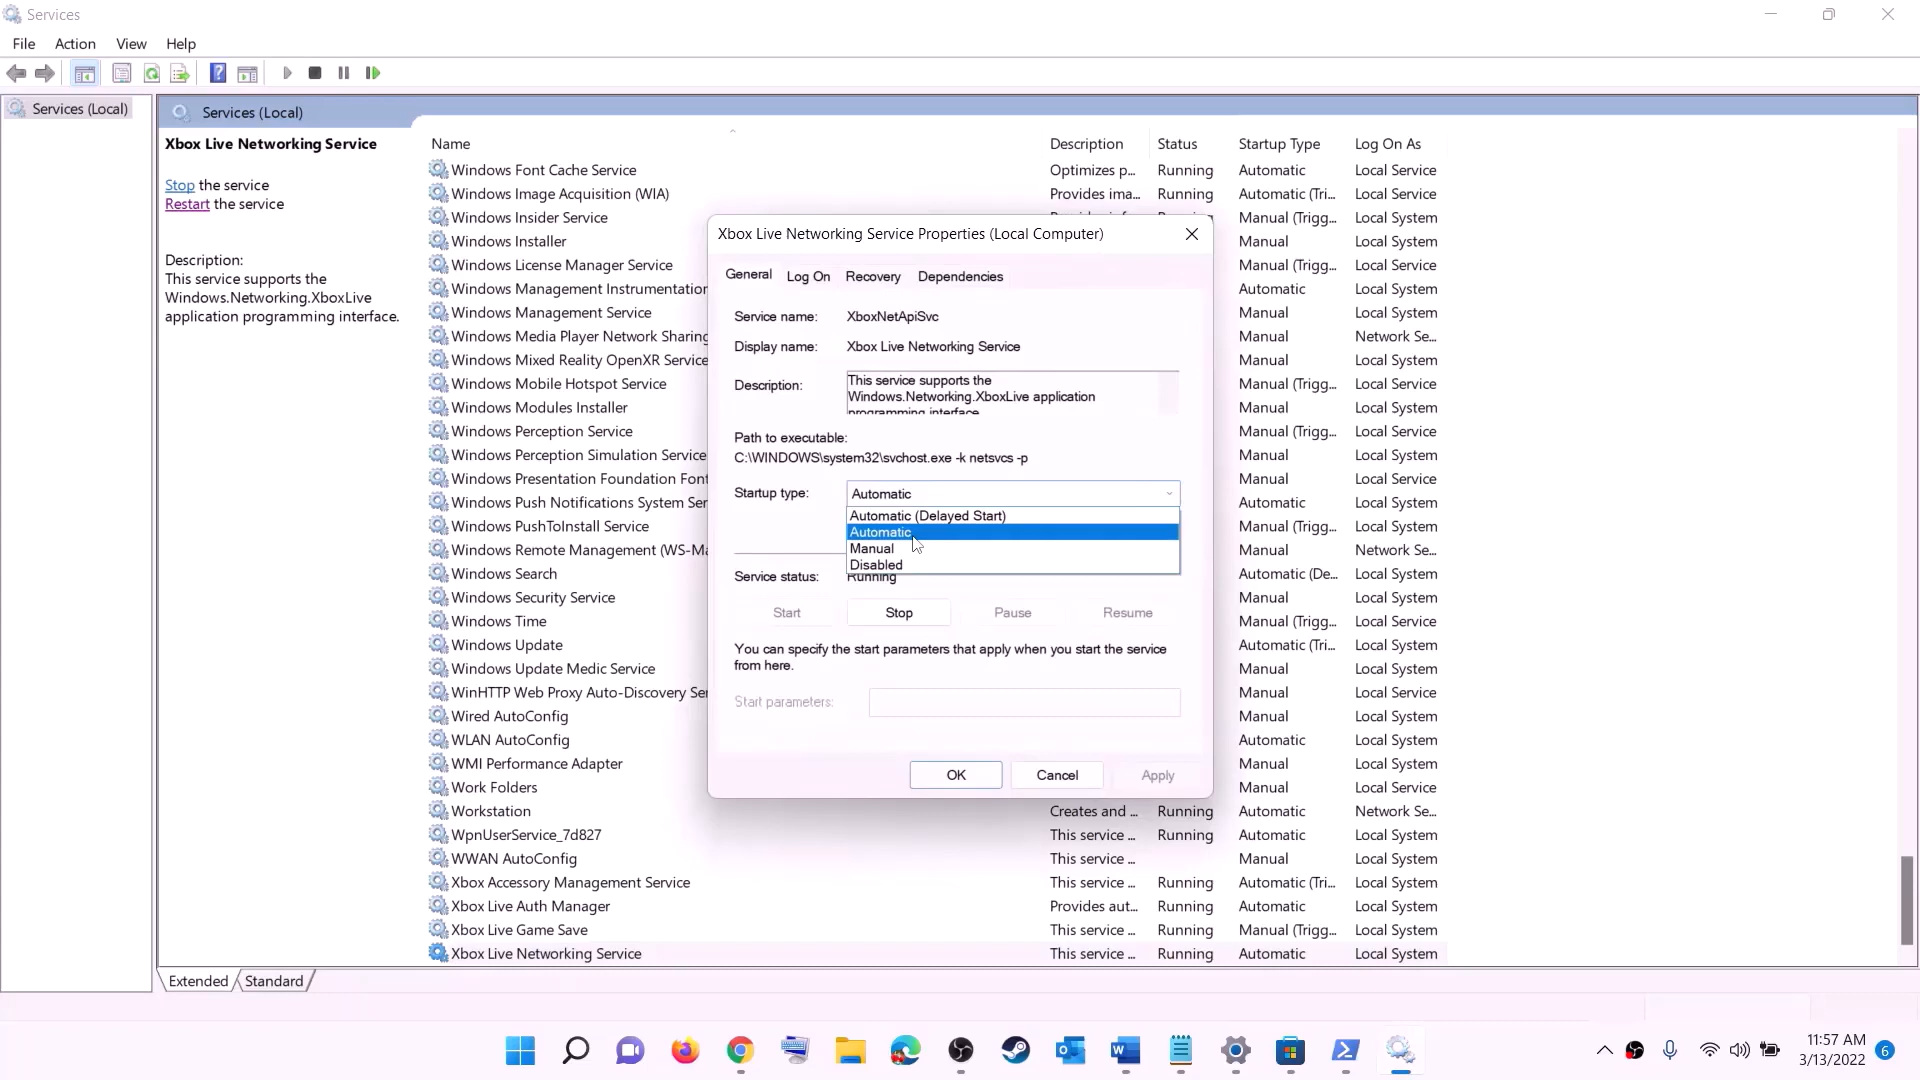 Services
File Action View Help
Services (Local)
Services (Local)
Xbox Live Networking Service
Stop the service
Restart the service
Description:
This service supports the
Windows.Networking.XboxLive
application programming interface.
Name Description Status Startup Type Log On As
Windows Font Cache Service Optimizes p... Running Automatic Local Service
Windows Image Acquisition (WIA) Provides ima... Running Automatic (Tri... Local Service
Windows Insider Service Manual (Trigg... Local System
Windows Installer Manual Local System
Windows License Manager Service Manual (Trigg... Local Service
Windows Management Instrumentation Automatic Local System
Windows Management Service Manual Local System
Windows Media Player Network Sharing Manual Network Se...
Windows Mixed Reality OpenXR Service Manual Local System
Windows Mobile Hotspot Service Manual (Trigg... Local Service
Windows Modules Installer Manual Local System
Windows Perception Service Manual (Trigg... Local Service
Windows Perception Simulation Service Manual Local System
Windows Presentation Foundation Font Manual Local Service
Windows Push Notifications System Ser Automatic Local System
Windows PushToInstall Service Manual (Trigg... Local System
Windows Remote Management (WS-Ma Manual Network Se...
Windows Search Automatic (De... Local System
Windows Security Service Manual Local System
Windows Time Manual (Trigg... Local Service
Windows Update Automatic (Tri... Local System
Windows Update Medic Service Manual Local System
WinHTTP Web Proxy Auto-Discovery Ser Manual Local Service
Wired AutoConfig Manual Local System
WLAN AutoConfig Automatic Local System
WMI Performance Adapter Manual Local System
Work Folders Manual Local Service
Workstation Creates and ... Running Automatic Network Se...
WpnUserService_7d827 This service ... Running Automatic Local System
WWAN AutoConfig This service ... Manual Local System
Xbox Accessory Management Service This service ... Running Automatic (Tri... Local System
Xbox Live Auth Manager Provides aut... Running Automatic Local System
Xbox Live Game Save This service ... Running Manual (Trigg... Local System
Xbox Live Networking Service This service ... Running Automatic Local System
Xbox Live Networking Service Properties (Local Computer)
General Log On Recovery Dependencies
Service name: XboxNetApiSvc
Display name: Xbox Live Networking Service
Description: This service supports the
Windows.Networking.XboxLive application
programming interface
Path to executable:
C:\WINDOWS\system32\svchost.exe -k netsvcs -p
Startup type: Automatic
Automatic (Delayed Start)
Automatic
Manual
Disabled
Service status: Running
Start Stop Pause Resume
You can specify the start parameters that apply when you start the service
from here.
Start parameters:
OK Cancel Apply
Extended Standard
11:57 AM
3/13/2022
6